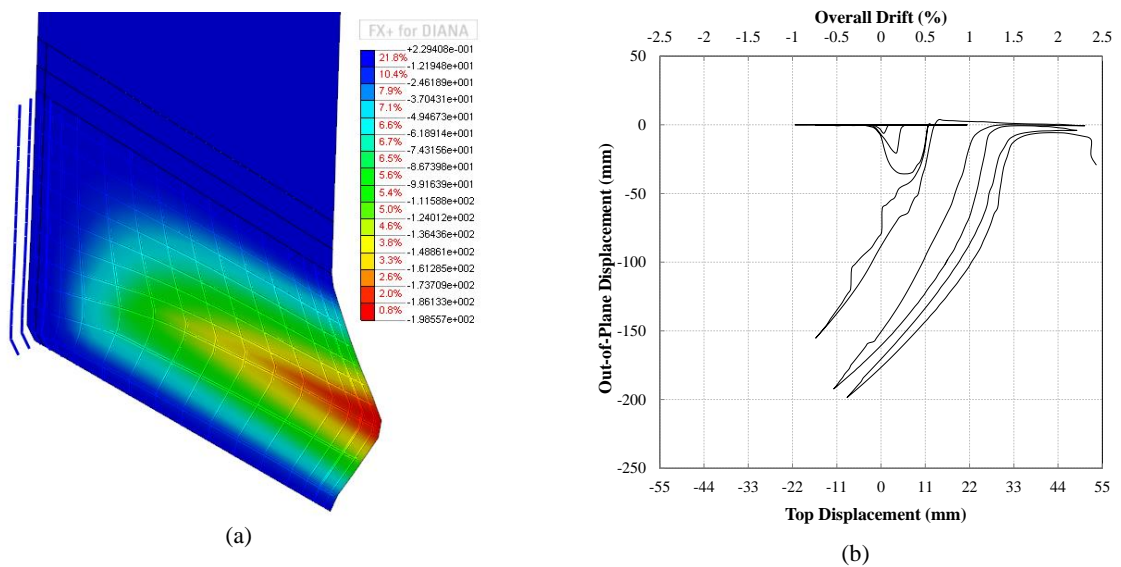 FX+ for DIANA
+2.29408e-001
21.8%
-1.21948e+001
10.4%
-2.46189e+001
7.9%
-3.70431e+001
7.1%
-4.94673e+001
6.6%
-6.18914e+001
6.7%
-7.43156e+001
6.5%
-8.67398e+001
5.6%
-9.91639e+001
5.4%
-1.11588e+002
5.0%
-1.24012e+002
4.6%
-1.36436e+002
3.8%
-1.48861e+002
3.3%
-1.61285e+002
2.6%
-1.73709e+002
2.0%
-1.86133e+002
0.8%
-1.98557e+002
(a)
Overall Drift (%)
-2.5 -2 -1.5 -1 -0.5 0 0.5 1 1.5 2 2.5
Out-of-Plane Displacement (mm)
50
0
-50
-100
-150
-200
-250
-55 -44 -33 -22 -11 0 11 22 33 44 55
Top Displacement (mm)
(b)